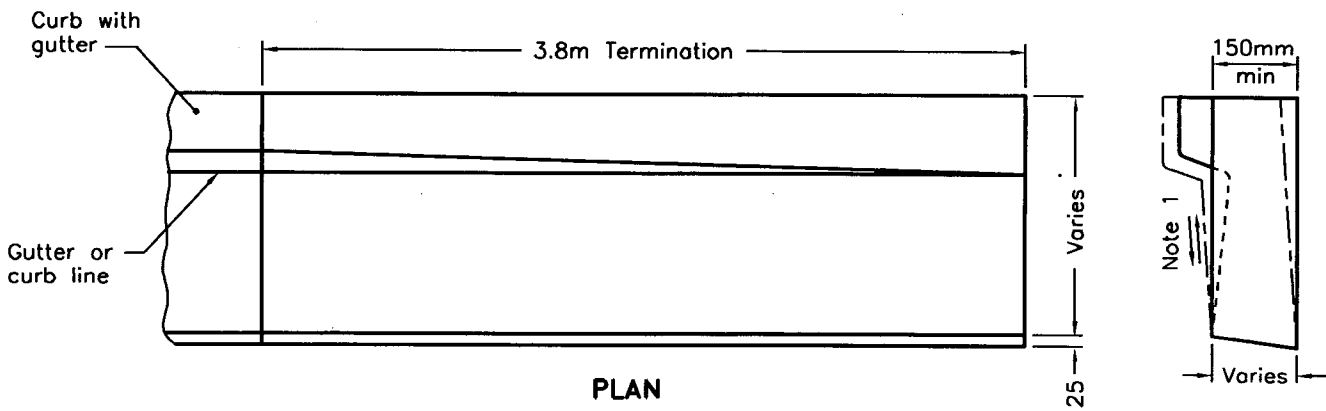 Curb with
gutter
3.8m Termination
150mm
min
Gutter or
curb line
Varies
25
Note 1
Varies
PLAN